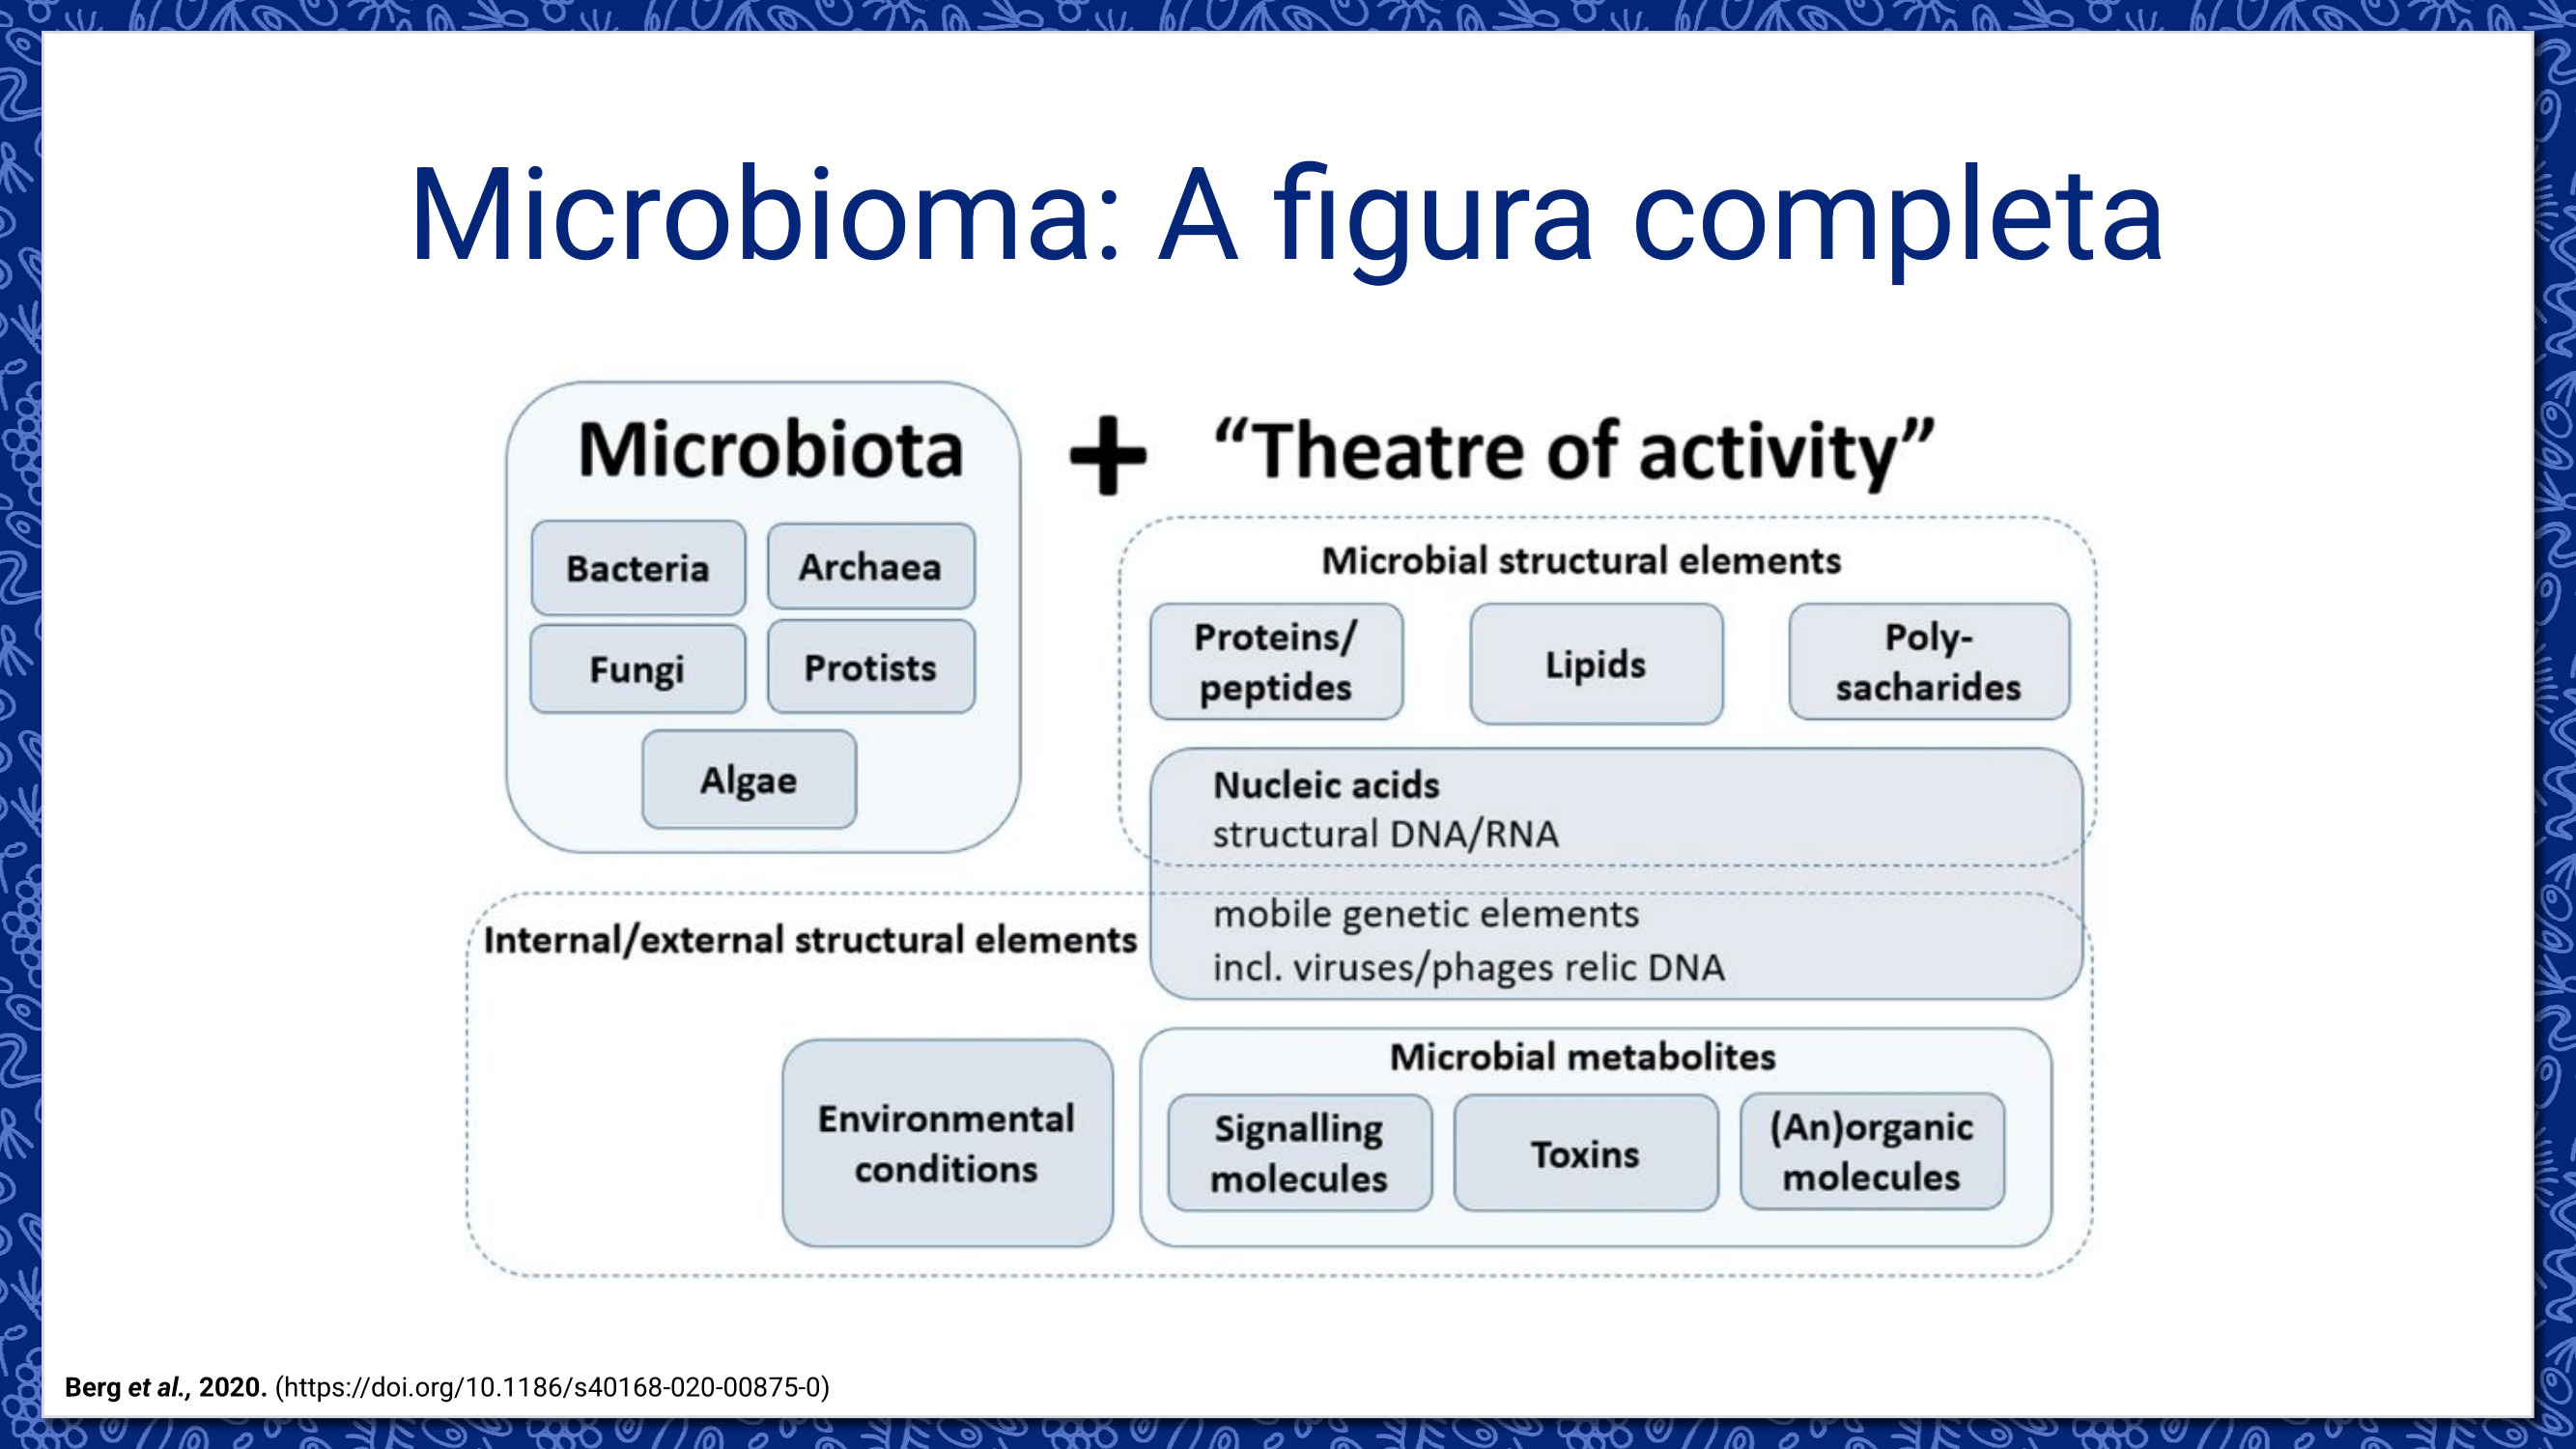 Microbioma: A figura completa
Microbiota
+
“Theatre of activity”
Bacteria
Archaea
Fungi
Protists
Algae
Microbial structural elements
Proteins/
peptides
Lipids
Poly-
sacharides
Nucleic acids
structural DNA/RNA
mobile genetic elements
incl. viruses/phages relic DNA
Internal/external structural elements
Environmental
conditions
Microbial metabolites
Signalling
molecules
Toxins
(An)organic
molecules
Berg et al., 2020. (https://doi.org/10.1186/s40168-020-00875-0)